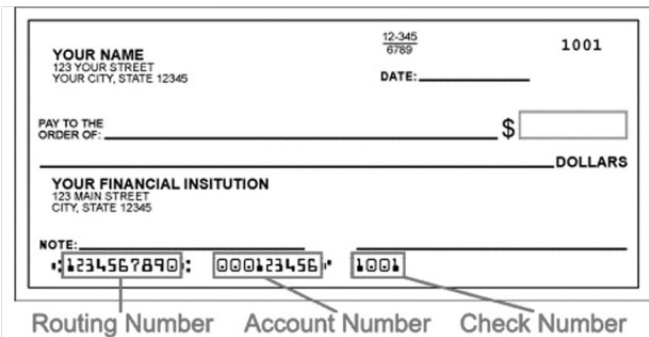 12-345
6789
1001
YOUR NAME
123 YOUR STREET
YOUR CITY, STATE 12345
DATE:
PAY TO THE
ORDER OF:
$
DOLLARS
YOUR FINANCIAL INSITUTION
123 MAIN STREET
CITY, STATE 12345
NOTE:
⑆1234567890⑆ 000123456⑈ 1001
Routing Number Account Number Check Number